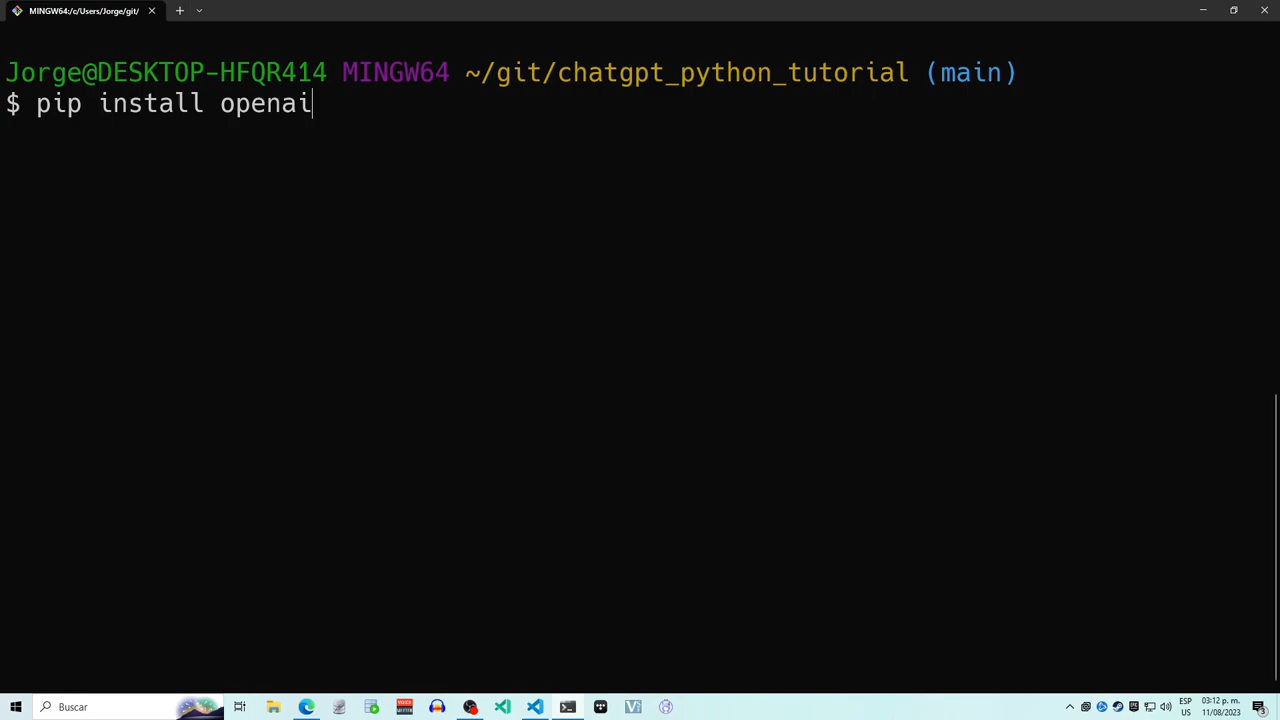 MINGW64:/c/Users/Jorge/git/
Jorge@DESKTOP-HFQR414 MINGW64 ~/git/chatgpt_python_tutorial (main)
$ pip install openai
Buscar
ESP
US
03:12 p. m.
11/08/2023
3